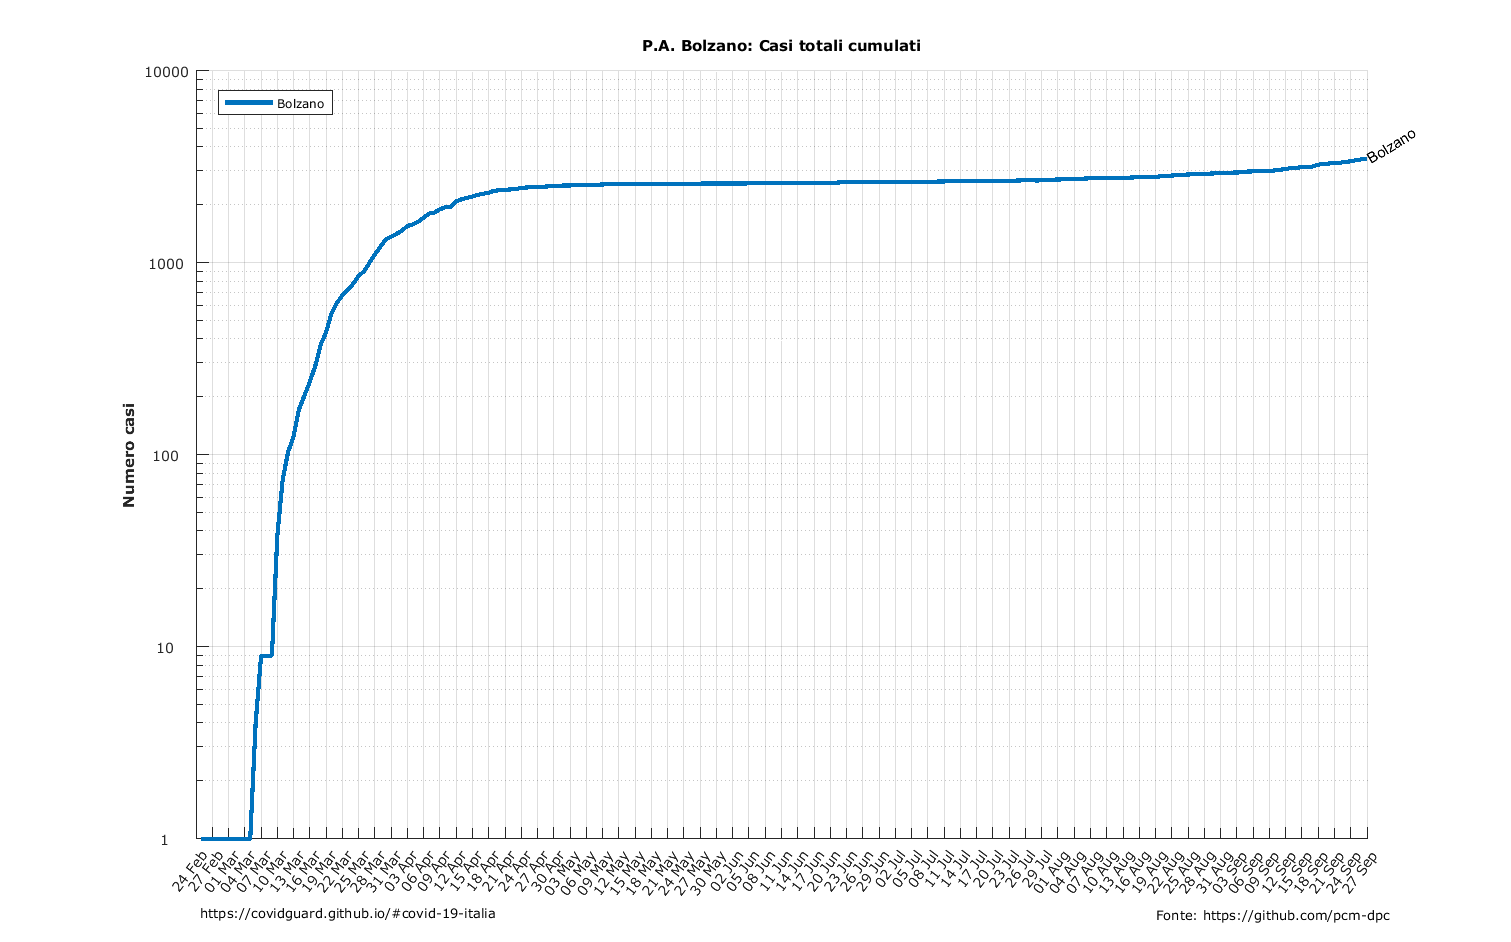 P.A. Bolzano: Casi totali cumulati
10000
1000
100
10
1
Numero casi
Bolzano
Bolzano
24 Feb
27 Feb
01 Mar
04 Mar
07 Mar
10 Mar
13 Mar
16 Mar
19 Mar
22 Mar
25 Mar
28 Mar
31 Mar
03 Apr
06 Apr
09 Apr
12 Apr
15 Apr
18 Apr
21 Apr
24 Apr
27 Apr
30 Apr
03 May
06 May
09 May
12 May
15 May
18 May
21 May
24 May
27 May
30 May
02 Jun
05 Jun
08 Jun
11 Jun
14 Jun
17 Jun
20 Jun
23 Jun
26 Jun
29 Jun
02 Jul
05 Jul
08 Jul
11 Jul
14 Jul
17 Jul
20 Jul
23 Jul
26 Jul
29 Jul
01 Aug
04 Aug
07 Aug
10 Aug
13 Aug
16 Aug
19 Aug
22 Aug
25 Aug
28 Aug
31 Aug
03 Sep
06 Sep
09 Sep
12 Sep
15 Sep
18 Sep
21 Sep
24 Sep
27 Sep
https://covidguard.github.io/#covid-19-italia
Fonte: https://github.com/pcm-dpc